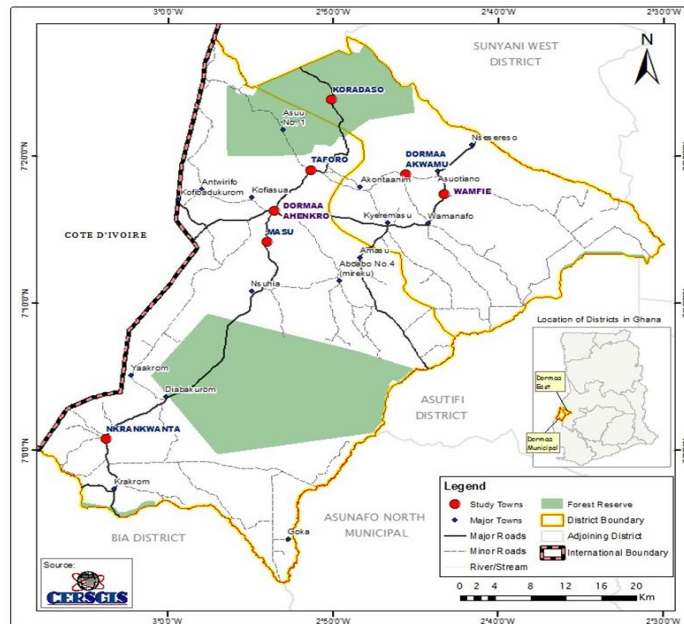 3°0'0"W
2°50'0"W
2°40'0"W
2°30'0"W
SUNYANI WEST
DISTRICT
N
KORADASO
Asuu
No. 1
Nsesereso
7°20'0"N
TAFORO
DORMAA
AKWAMU
Asuotiano
Antwirifo
Kofibadukurom
Kofiasua
Akontaanim
WAMFIE
DORMAA
AHENKRO
Kyeremasu
Wamanafo
COTE D'IVOIRE
MASU
Amasu
Aboabo No.4
(mireku)
Nsuhia
7°10'0"N
Location of Districts in Ghana
Dormaa
East
Dormaa
Municipal
Yaakrom
Diabakurom
ASUTIFI
DISTRICT
NKRANKWANTA
7°0'0"N
Krakrom
ASUNAFO NORTH
MUNICIPAL
BIA DISTRICT
Goka
Legend
Study Towns
Major Towns
Major Roads
Minor Roads
River/Stream
Forest Reserve
District Boundary
Adjoining District
International Boundary
0 2 4 8 12 16 20
Km
Source:
CERSGIS
3°0'0"W
2°50'0"W
2°40'0"W
2°30'0"W